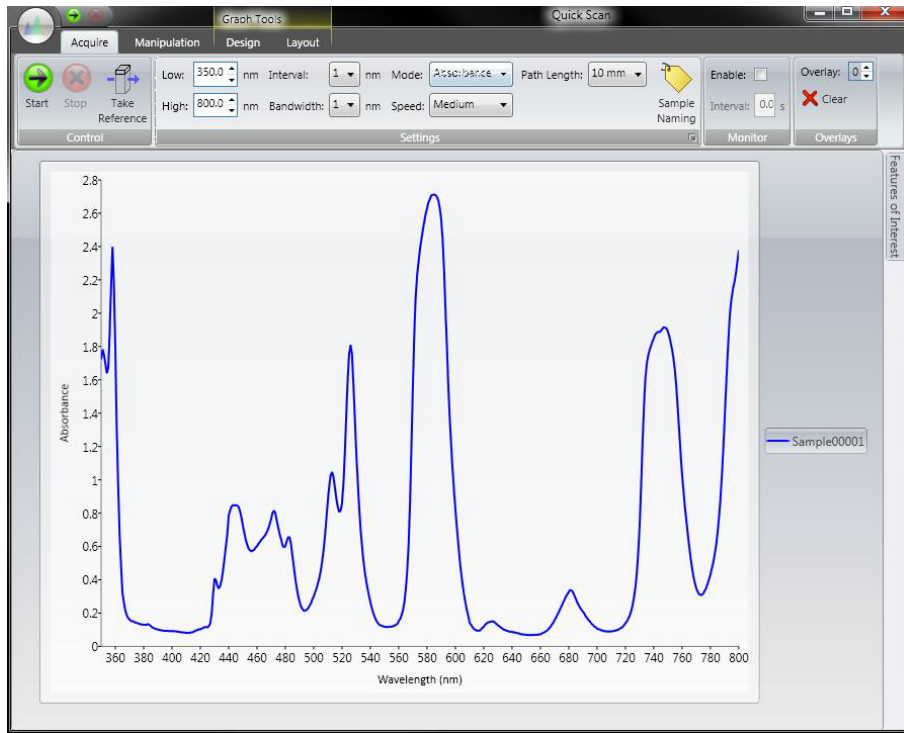 Graph Tools
Quick Scan
Acquire Manipulation Design Layout
Low: 350.0 nm Interval: 1 nm Mode: Absorbance Path Length: 10 mm Enable: Overlay: 0
Start Stop Take Reference High: 800.0 nm Bandwidth: 1 nm Speed: Medium Sample Naming Interval: 0.0 s Clear
Control Settings Monitor Overlays
Features of Interest
2.8
2.6
2.4
2.2
2
1.8
1.6
1.4
1.2
1
0.8
0.6
0.4
0.2
0
Absorbance
Sample00001
360 380 400 420 440 460 480 500 520 540 560 580 600 620 640 660 680 700 720 740 760 780 800
Wavelength (nm)